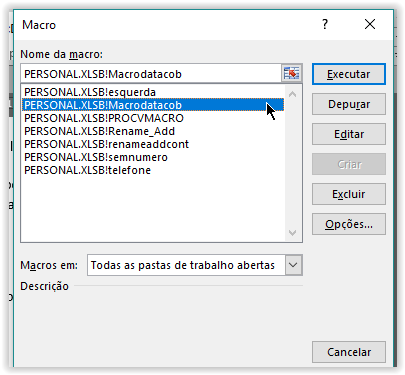 Macro
Nome da macro:
PERSONAL.XLSB!Macrodatacob
Executar
PERSONAL.XLSB!esquerda
PERSONAL.XLSB!Macrodatacob
PERSONAL.XLSB!PROCVMACRO
PERSONAL.XLSB!Rename_Add
PERSONAL.XLSB!renameaddcont
PERSONAL.XLSB!semnumero
PERSONAL.XLSB!telefone
Depurar
Editar
Criar
Excluir
Opções...
Macros em:
Todas as pastas de trabalho abertas
Descrição
Cancelar